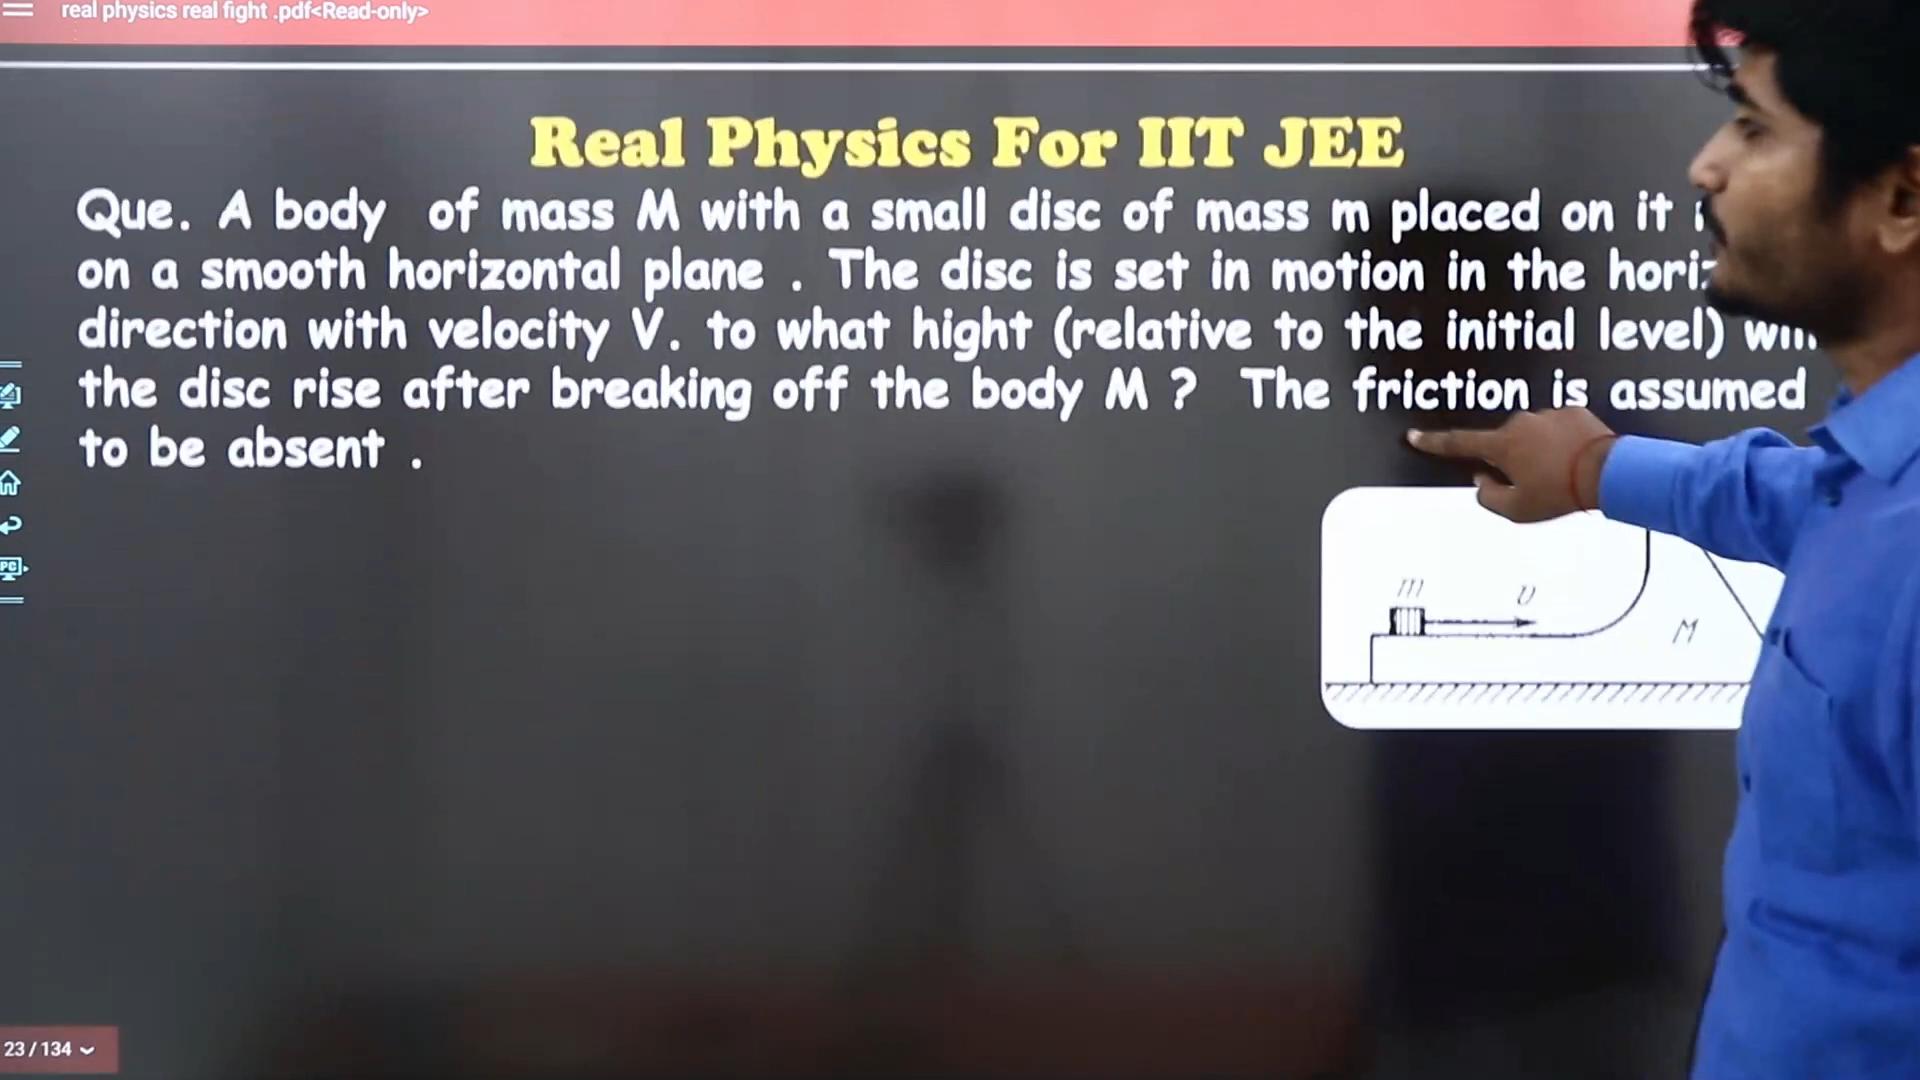 real physics real fight .pdf<Read-only>
Real Physics For IIT JEE
Que. A body of mass M with a small disc of mass m placed on it
on a smooth horizontal plane . The disc is set in motion in the
direction with velocity V. to what hight (relative to the initial level)
the disc rise after breaking off the body M ? The friction is assumed
to be absent .
m
υ
M
PC
23 / 134